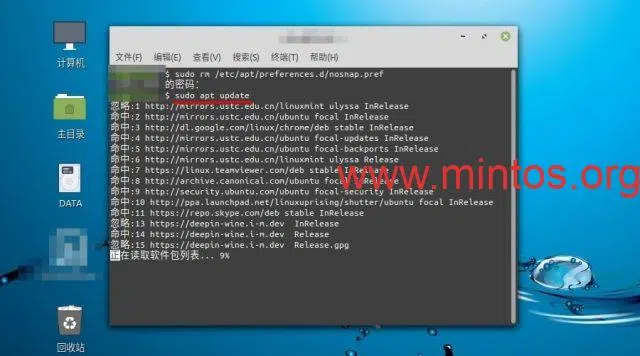 计算机
主目录
DATA
回收站
文件(F) 编辑(E) 查看(V) 搜索(S) 终端(T) 帮助(H)
$ sudo rm /etc/apt/preferences.d/nosnap.pref
的密码:
$ sudo apt update
忽略:1 http://mirrors.ustc.edu.cn/linuxmint ulyssa InRelease
命中:2 http://mirrors.ustc.edu.cn/ubuntu focal InRelease
命中:3 http://dl.google.com/linux/chrome/deb stable InRelease
命中:4 http://mirrors.ustc.edu.cn/ubuntu focal-updates InRelease
命中:5 http://mirrors.ustc.edu.cn/ubuntu focal-backports InRelease
命中:6 http://mirrors.ustc.edu.cn/linuxmint ulyssa Release
命中:7 https://linux.teamviewer.com/deb stable InRelease
命中:8 http://archive.canonical.com/ubuntu focal InRelease
命中:9 http://security.ubuntu.com/ubuntu focal-security InRelease
命中:10 http://ppa.launchpad.net/linuxuprising/shutter/ubuntu focal InRelease
命中:11 https://repo.skype.com/deb stable InRelease
忽略:13 https://deepin-wine.i-m.dev InRelease
命中:14 https://deepin-wine.i-m.dev Release
忽略:15 https://deepin-wine.i-m.dev Release.gpg
正在读取软件包列表... 9%
www.mintos.org